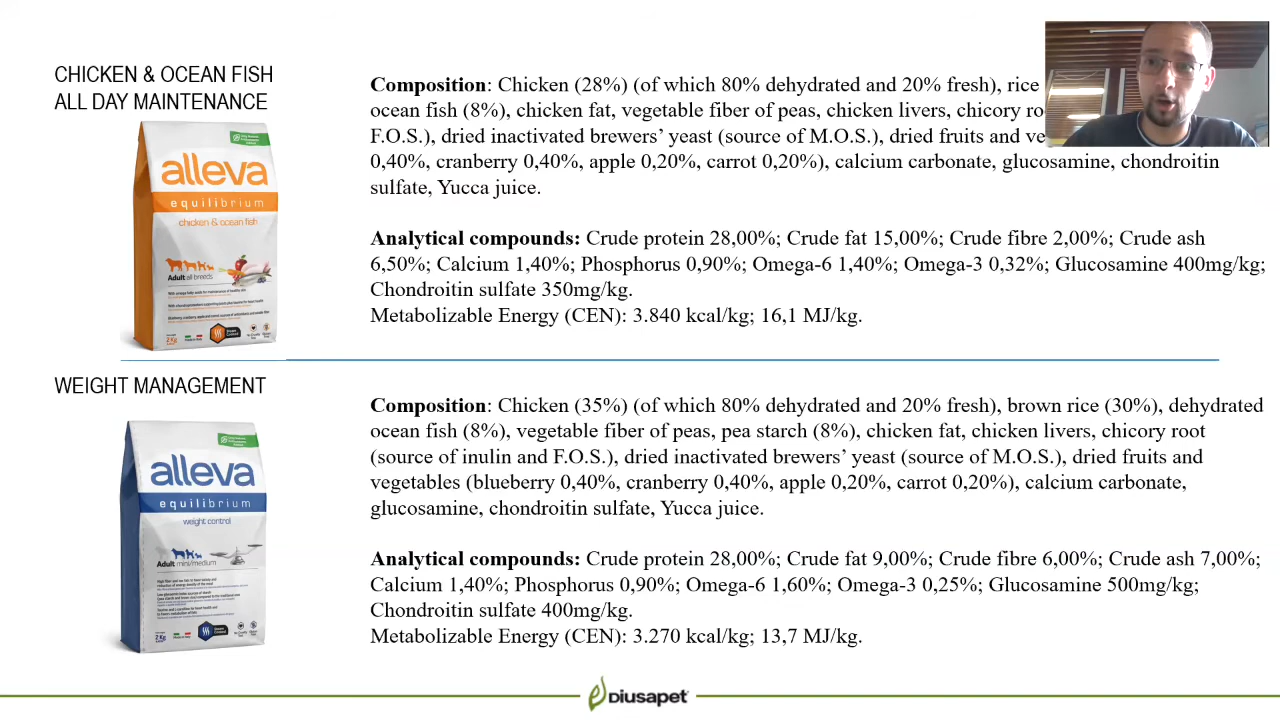 CHICKEN & OCEAN FISH
ALL DAY MAINTENANCE
alleva
equilibrium
chicken & ocean fish
Adult all breeds
2 Kg
Composition: Chicken (28%) (of which 80% dehydrated and 20% fresh), rice
ocean fish (8%), chicken fat, vegetable fiber of peas, chicken livers, chicory
F.O.S.), dried inactivated brewers' yeast (source of M.O.S.), dried fruits and
0,40%, cranberry 0,40%, apple 0,20%, carrot 0,20%), calcium carbonate, glucosamine, chondroitin
sulfate, Yucca juice.
Analytical compounds: Crude protein 28,00%; Crude fat 15,00%; Crude fibre 2,00%; Crude ash
6,50%; Calcium 1,40%; Phosphorus 0,90%; Omega-6 1,40%; Omega-3 0,32%; Glucosamine 400mg/kg;
Chondroitin sulfate 350mg/kg.
Metabolizable Energy (CEN): 3.840 kcal/kg; 16,1 MJ/kg.
WEIGHT MANAGEMENT
alleva
equilibrium
weight control
Adult mini/medium
2 Kg
Composition: Chicken (35%) (of which 80% dehydrated and 20% fresh), brown rice (30%), dehydrated
ocean fish (8%), vegetable fiber of peas, pea starch (8%), chicken fat, chicken livers, chicory root
(source of inulin and F.O.S.), dried inactivated brewers' yeast (source of M.O.S.), dried fruits and
vegetables (blueberry 0,40%, cranberry 0,40%, apple 0,20%, carrot 0,20%), calcium carbonate,
glucosamine, chondroitin sulfate, Yucca juice.
Analytical compounds: Crude protein 28,00%; Crude fat 9,00%; Crude fibre 6,00%; Crude ash 7,00%;
Calcium 1,40%; Phosphorus 0,90%; Omega-6 1,60%; Omega-3 0,25%; Glucosamine 500mg/kg;
Chondroitin sulfate 400mg/kg.
Metabolizable Energy (CEN): 3.270 kcal/kg; 13,7 MJ/kg.
DIUSAPET